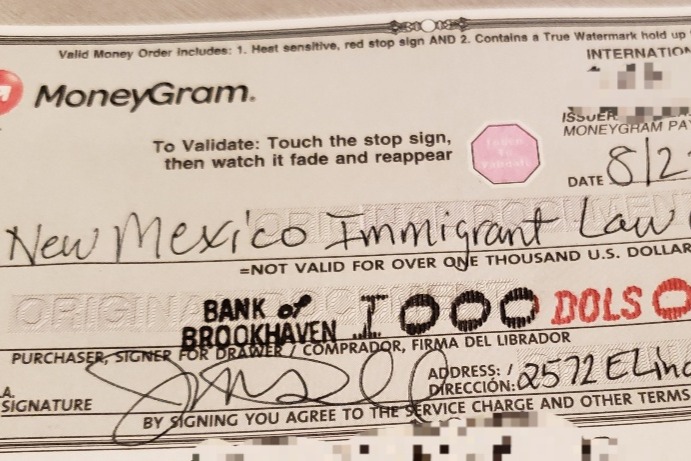 Valid Money Order includes: 1. Heat sensitive, red stop sign AND 2. Contains a True Watermark hold up
INTERNATION
MoneyGram.
ISSUER
MONEYGRAM PAY
To Validate: Touch the stop sign,
then watch it fade and reappear
DATE 8/2
New Mexico Immigrant Law
=NOT VALID FOR OVER ONE THOUSAND U.S. DOLLAR
BANK of
BROOKHAVEN 1000 DOLS 0
PURCHASER, SIGNER FOR DRAWER / COMPRADOR, FIRMA DEL LIBRADOR
ADDRESS: /
DIRECCIÓN: 2572 E Linc
SIGNATURE
BY SIGNING YOU AGREE TO THE SERVICE CHARGE AND OTHER TERMS